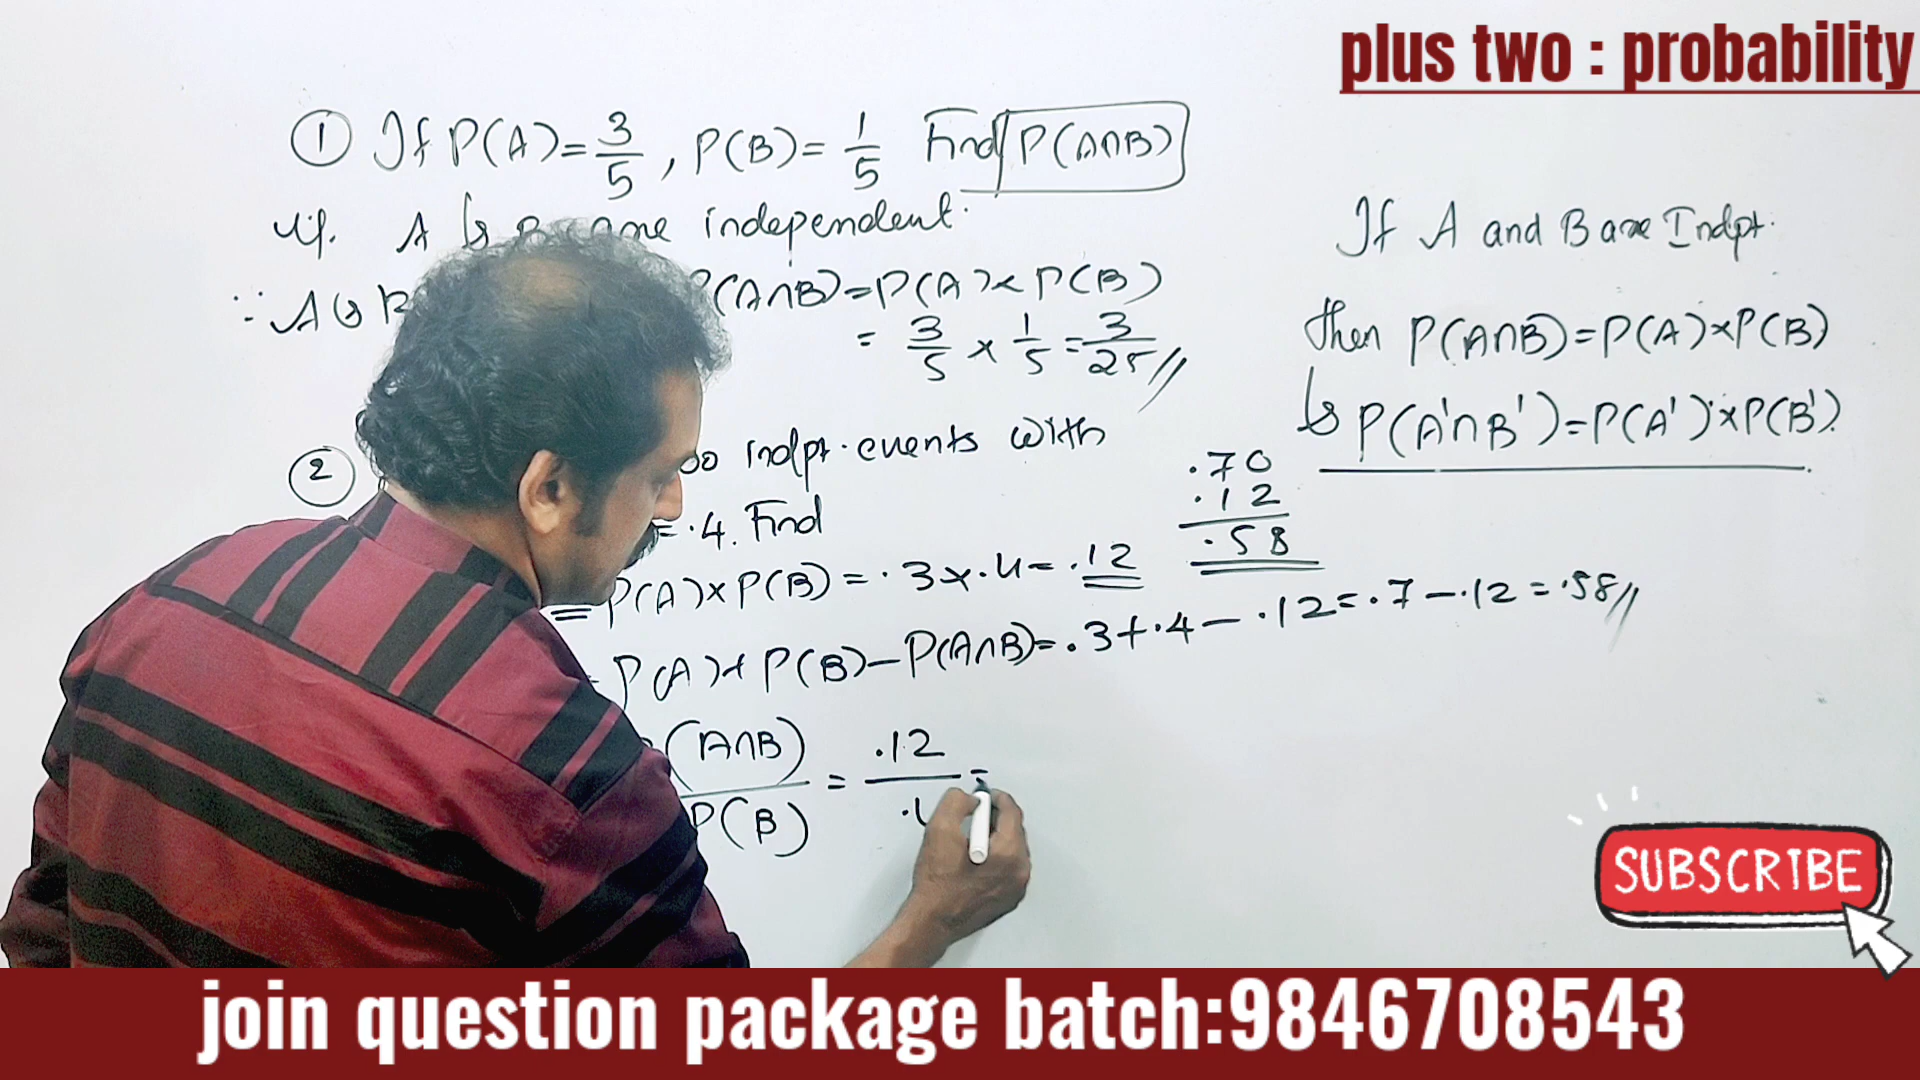 plus two : probability
① If P(A)=3/5, P(B)=1/5 Find P(A∩B)
if. A & B are independent.
∵ A & B P(A∩B)=P(A)×P(B)
= 3/5 × 1/5 = 3/25 //
② indpt. events with
= .4. Find
= P(A)×P(B) = .3×.4 = .12
= P(A)+P(B)-P(A∩B)= .3+.4-.12=.7-.12=.58//
P(A∩B)/P(B) = .12/.4 =
If A and B are Indpt.
then P(A∩B)=P(A)×P(B)
& P(A'∩B')=P(A')×P(B').
.70
.12
.58
SUBSCRIBE
join question package batch:9846708543